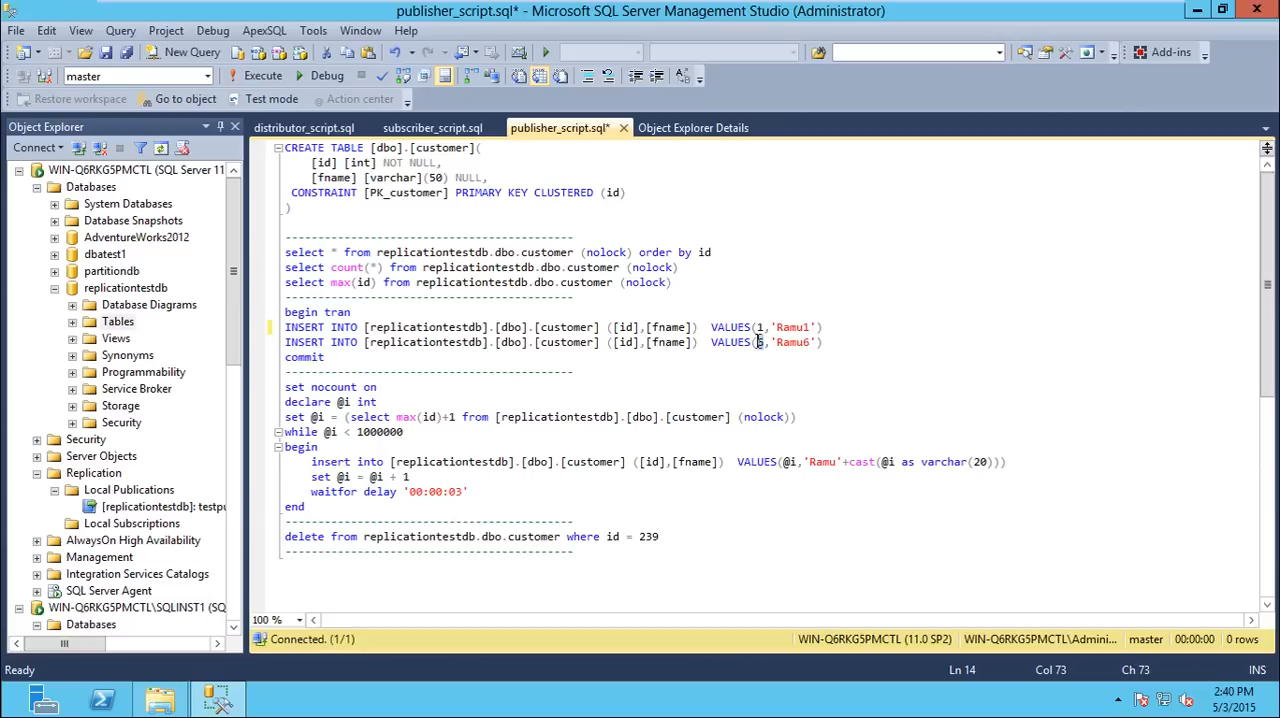 publisher_script.sql* - Microsoft SQL Server Management Studio (Administrator)
File Edit View Query Project Debug ApexSQL Tools Window Help
New Query Add-ins
master Execute Debug
Restore workspace Go to object Test mode Action center
Object Explorer
distributor_script.sql subscriber_script.sql publisher_script.sql* Object Explorer Details
Connect
WIN-Q6RKG5PMCTL (SQL Server 11
Databases
System Databases
Database Snapshots
AdventureWorks2012
dbatest1
partitiondb
replicationtestdb
Database Diagrams
Tables
Views
Synonyms
Programmability
Service Broker
Storage
Security
Security
Server Objects
Replication
Local Publications
[replicationtestdb]: testpu
Local Subscriptions
AlwaysOn High Availability
Management
Integration Services Catalogs
SQL Server Agent
WIN-Q6RKG5PMCTL\SQLINST1 (SQ
Databases
CREATE TABLE [dbo].[customer](
[id] [int] NOT NULL,
[fname] [varchar](50) NULL,
CONSTRAINT [PK_customer] PRIMARY KEY CLUSTERED (id)
)
--------------------------------------------
select * from replicationtestdb.dbo.customer (nolock) order by id
select count(*) from replicationtestdb.dbo.customer (nolock)
select max(id) from replicationtestdb.dbo.customer (nolock)
--------------------------------------------
begin tran
INSERT INTO [replicationtestdb].[dbo].[customer] ([id],[fname]) VALUES(1,'Ramu1')
INSERT INTO [replicationtestdb].[dbo].[customer] ([id],[fname]) VALUES( ,'Ramu6')
commit
--------------------------------------------
set nocount on
declare @i int
set @i = (select max(id)+1 from [replicationtestdb].[dbo].[customer] (nolock))
while @i < 1000000
begin
insert into [replicationtestdb].[dbo].[customer] ([id],[fname]) VALUES(@i,'Ramu'+cast(@i as varchar(20)))
set @i = @i + 1
waitfor delay '00:00:03'
end
--------------------------------------------
delete from replicationtestdb.dbo.customer where id = 239
--------------------------------------------
100 %
Connected. (1/1) WIN-Q6RKG5PMCTL (11.0 SP2) WIN-Q6RKG5PMCTL\Admini... master 00:00:00 0 rows
Ready Ln 14 Col 73 Ch 73 INS
2:40 PM
5/3/2015